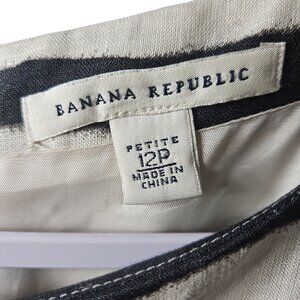 BANANA REPUBLIC
PETITE
12P
MADE IN
CHINA